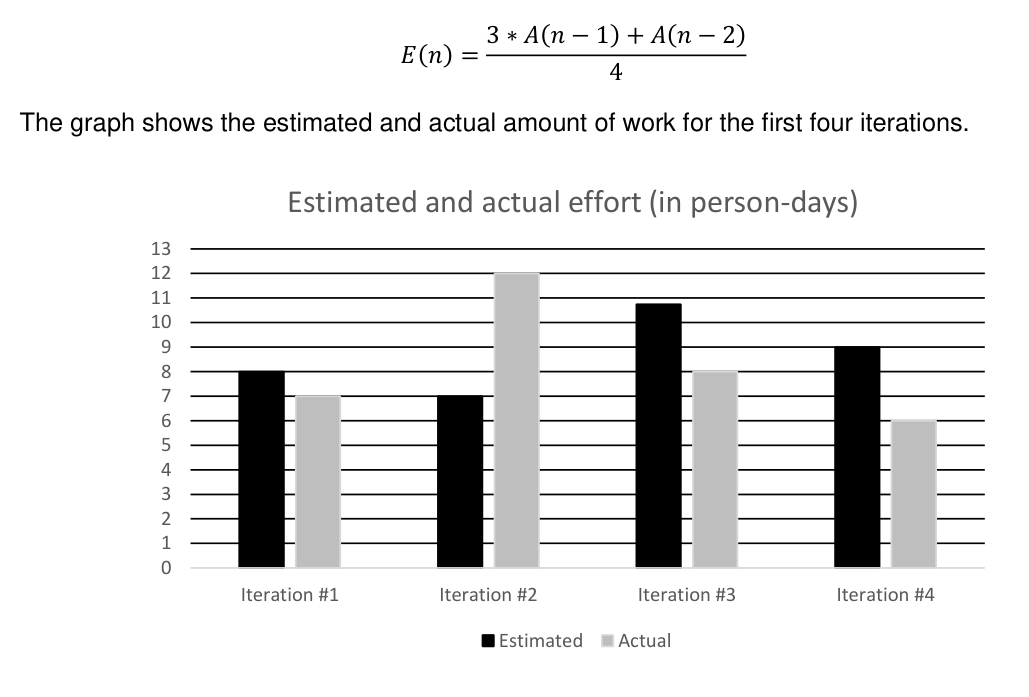 E(n) = \frac{3 * A(n − 1) + A(n − 2)}{4}
The graph shows the estimated and actual amount of work for the first four iterations.
Estimated and actual effort (in person-days)
13
12
11
10
9
8
7
6
5
4
3
2
1
0
Iteration #1 Iteration #2 Iteration #3 Iteration #4
Estimated Actual